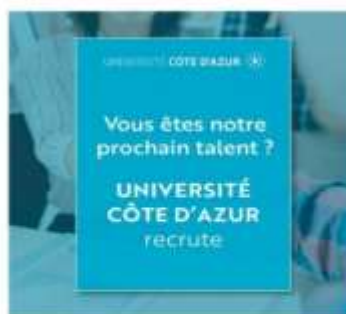 UNIVERSITÉ CÔTE D'AZUR
Vous êtes notre
prochain talent ?
UNIVERSITÉ
CÔTE D'AZUR
recrute